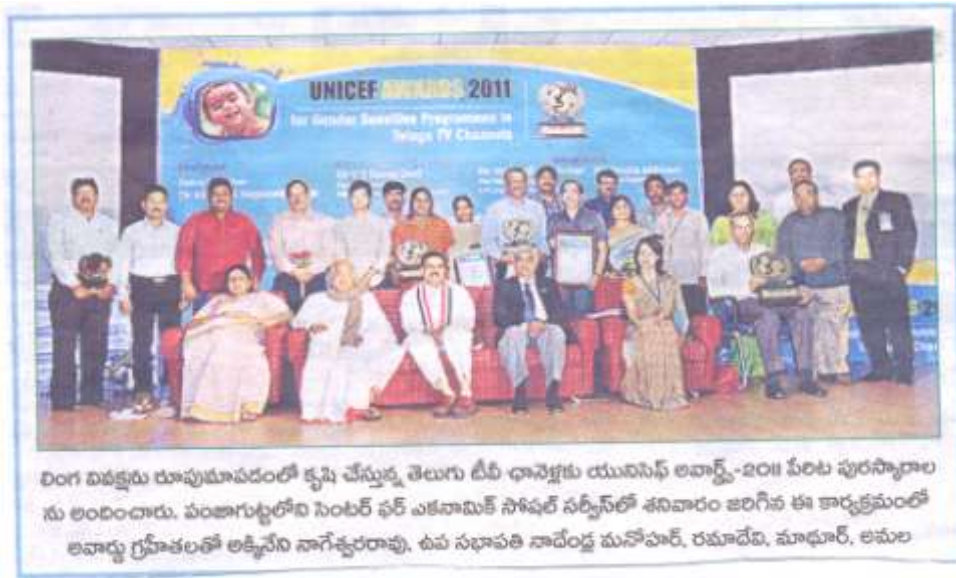 UNICEF AWARDS 2011
for Gender Sensitive Programmes in
Telugu TV Channels
లింగ వివక్షను రూపుమాపడంలో కృషి చేస్తున్న తెలుగు టీవీ ఛానెళ్లకు యునిసెఫ్ అవార్డ్స్-2011 పేరిట పురస్కారాల
ను అందించారు. పంజాగుట్టలోని సెంటర్ ఫర్ ఎకనామిక్ సోషల్ సర్వీస్‌లో శనివారం జరిగిన ఈ కార్యక్రమంలో
అవార్డు గ్రహీతలతో అక్కినేని నాగేశ్వరరావు, ఉప సభాపతి నాదేండ్ల మనోహర్, రమాదేవి, మాథూర్, అమల